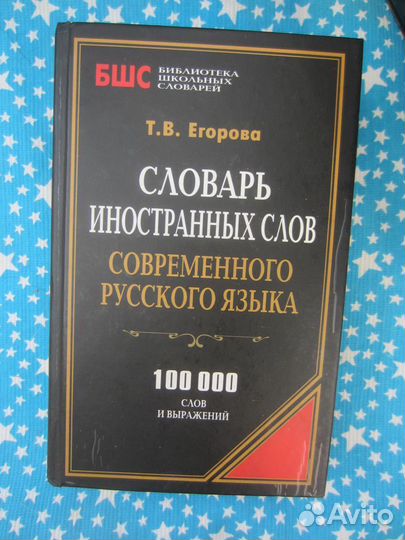 БШС
БИБЛИОТЕКА
ШКОЛЬНЫХ
СЛОВАРЕЙ
Т.В. Егорова
СЛОВАРЬ
ИНОСТРАННЫХ СЛОВ
СОВРЕМЕННОГО
РУССКОГО ЯЗЫКА
100 000
СЛОВ
И ВЫРАЖЕНИЙ
Avito